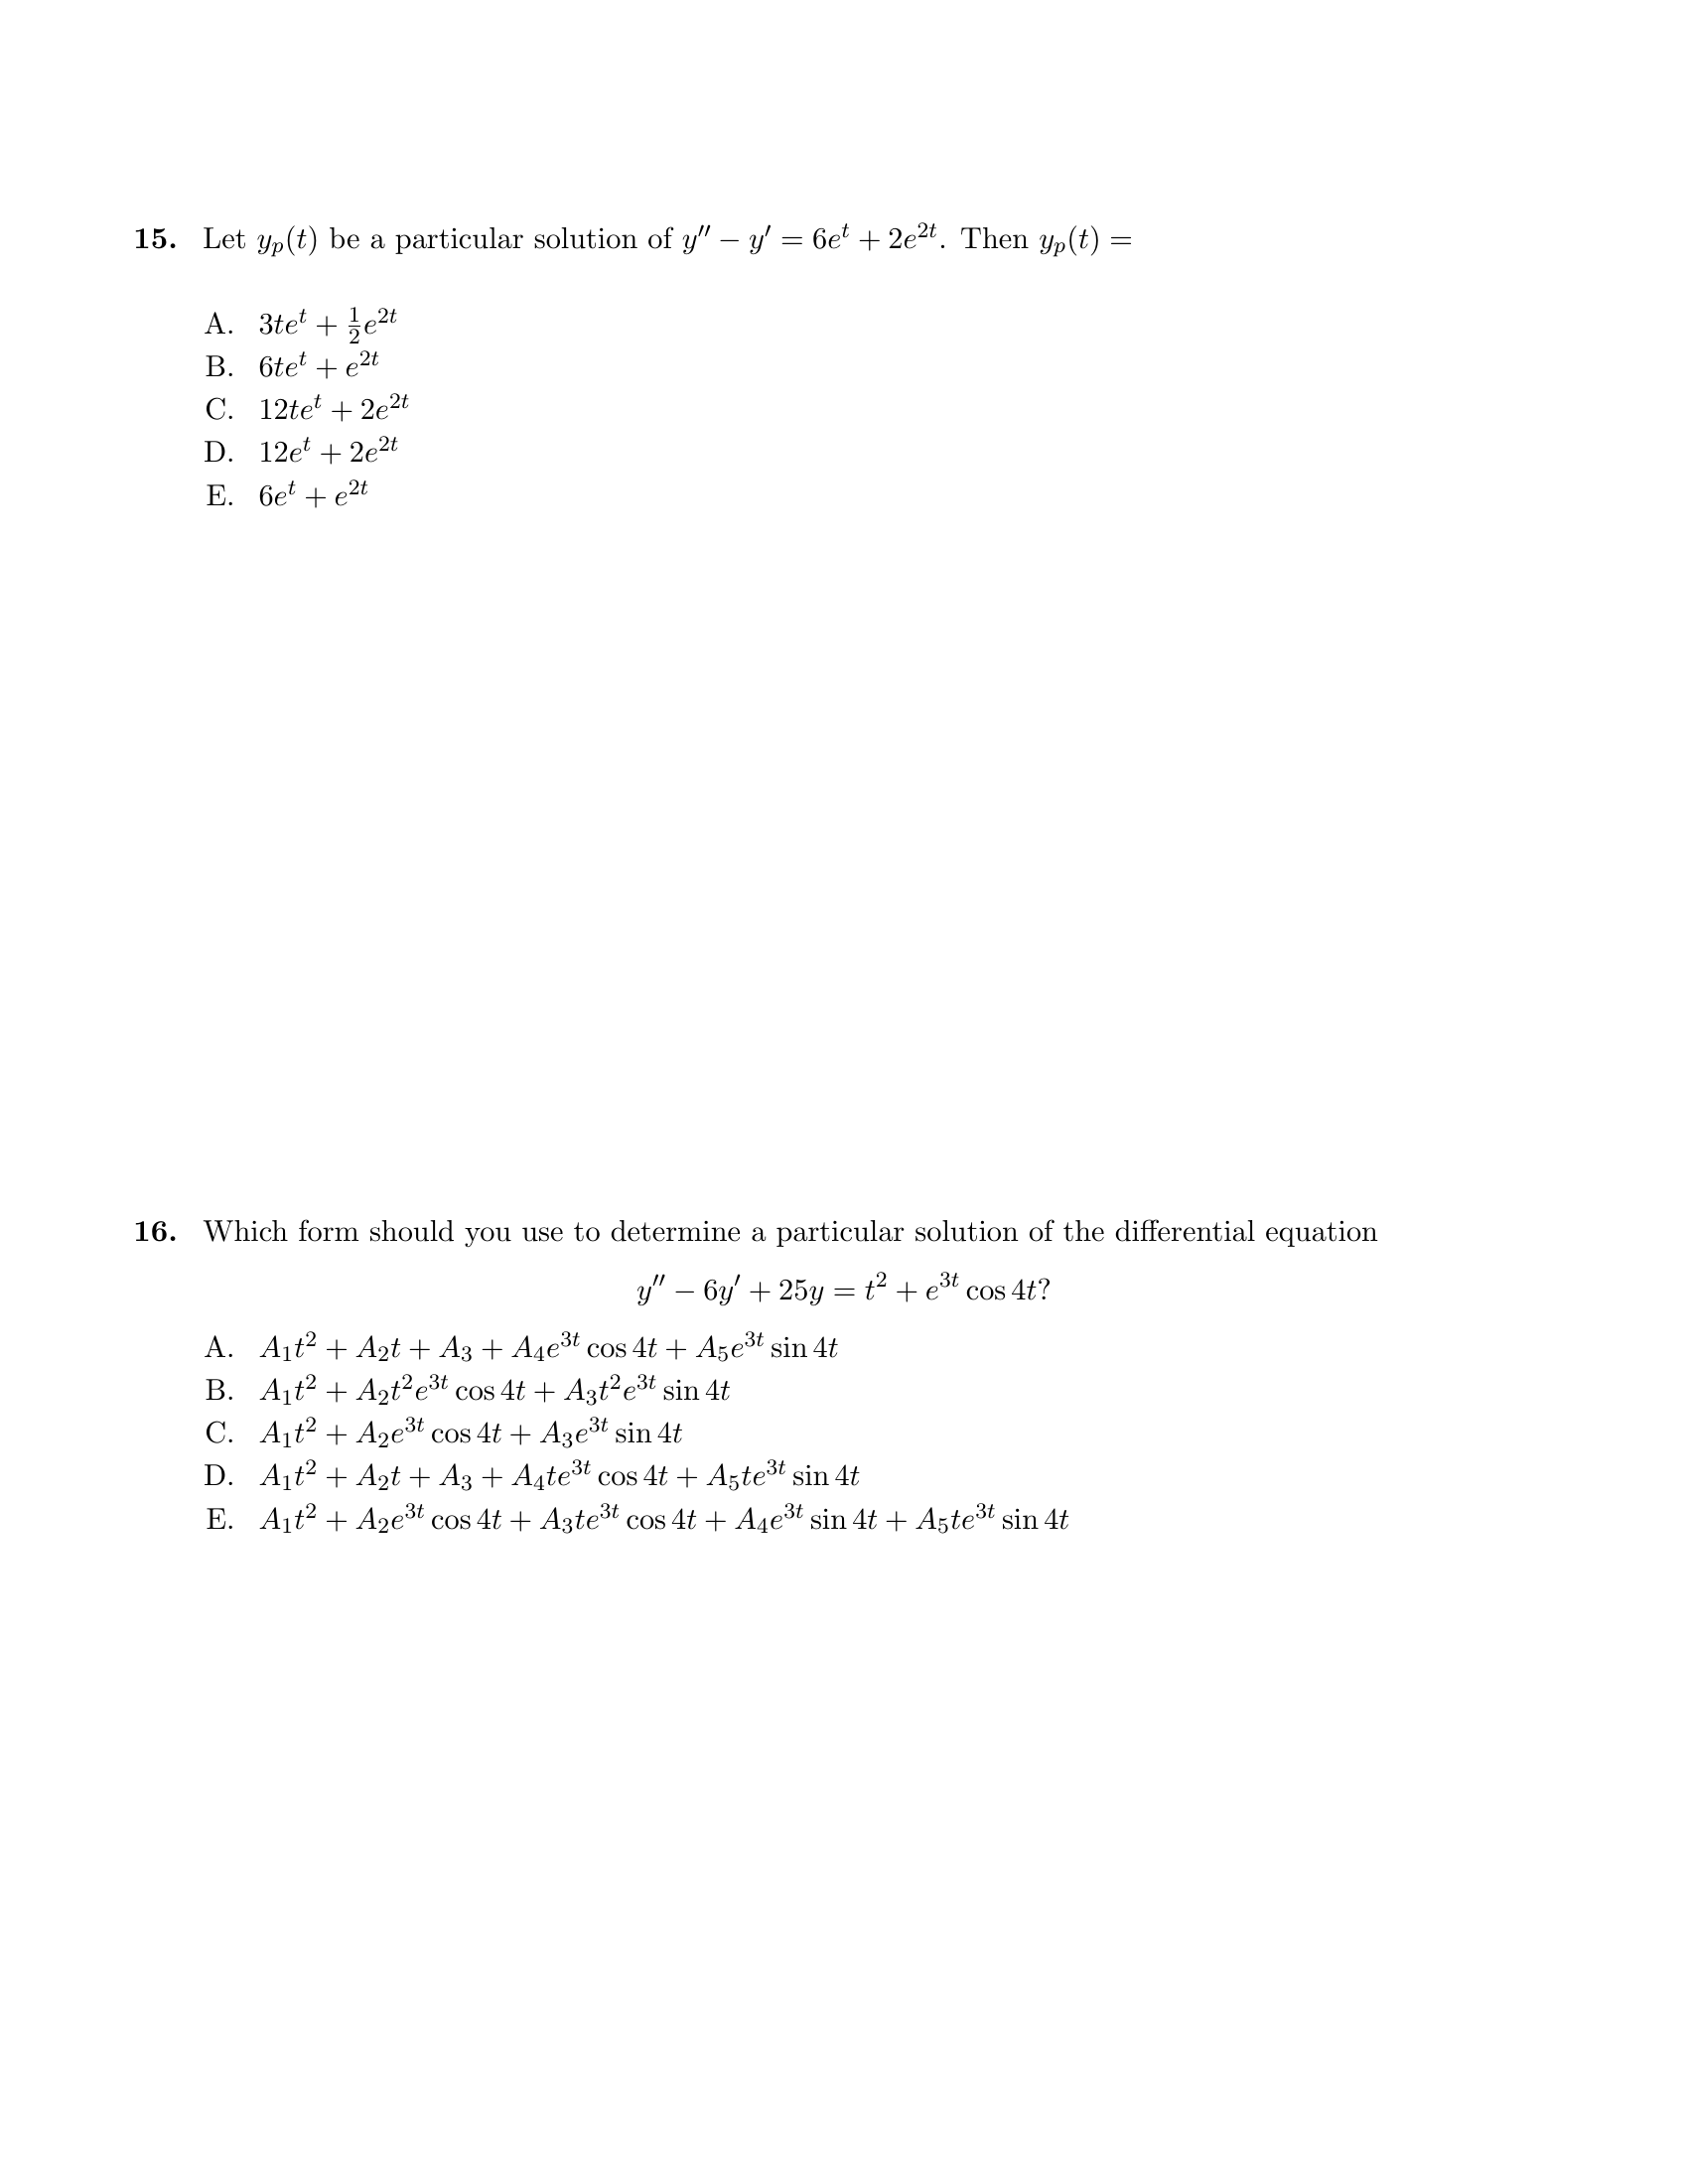 15. Let y_p(t) be a particular solution of y″ − y′ = 6e^t + 2e^{2t}. Then y_p(t) =
A. 3te^t + \frac{1}{2}e^{2t}
B. 6te^t + e^{2t}
C. 12te^t + 2e^{2t}
D. 12e^t + 2e^{2t}
E. 6e^t + e^{2t}
16. Which form should you use to determine a particular solution of the differential equation
y″ − 6y′ + 25y = t^2 + e^{3t} cos 4t?
A. A_1t^2 + A_2t + A_3 + A_4e^{3t} cos 4t + A_5e^{3t} sin 4t
B. A_1t^2 + A_2t^2e^{3t} cos 4t + A_3t^2e^{3t} sin 4t
C. A_1t^2 + A_2e^{3t} cos 4t + A_3e^{3t} sin 4t
D. A_1t^2 + A_2t + A_3 + A_4te^{3t} cos 4t + A_5te^{3t} sin 4t
E. A_1t^2 + A_2e^{3t} cos 4t + A_3te^{3t} cos 4t + A_4e^{3t} sin 4t + A_5te^{3t} sin 4t